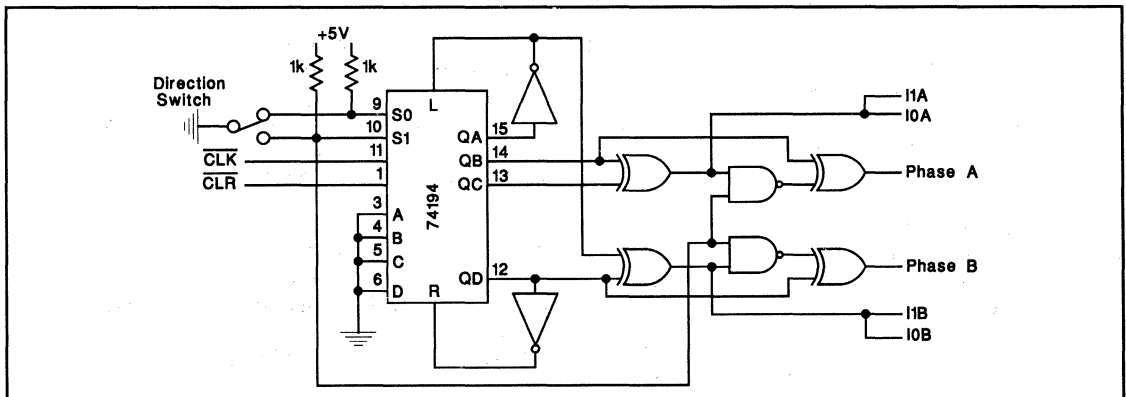 +5V
1k
1k
Direction
Switch
L
9
S0
10
S1
11
CLK
1
CLR
3
A
4
B
5
C
6
D
74194
QA
15
QB
14
QC
13
QD
12
R
I1A
I0A
Phase A
Phase B
I1B
I0B